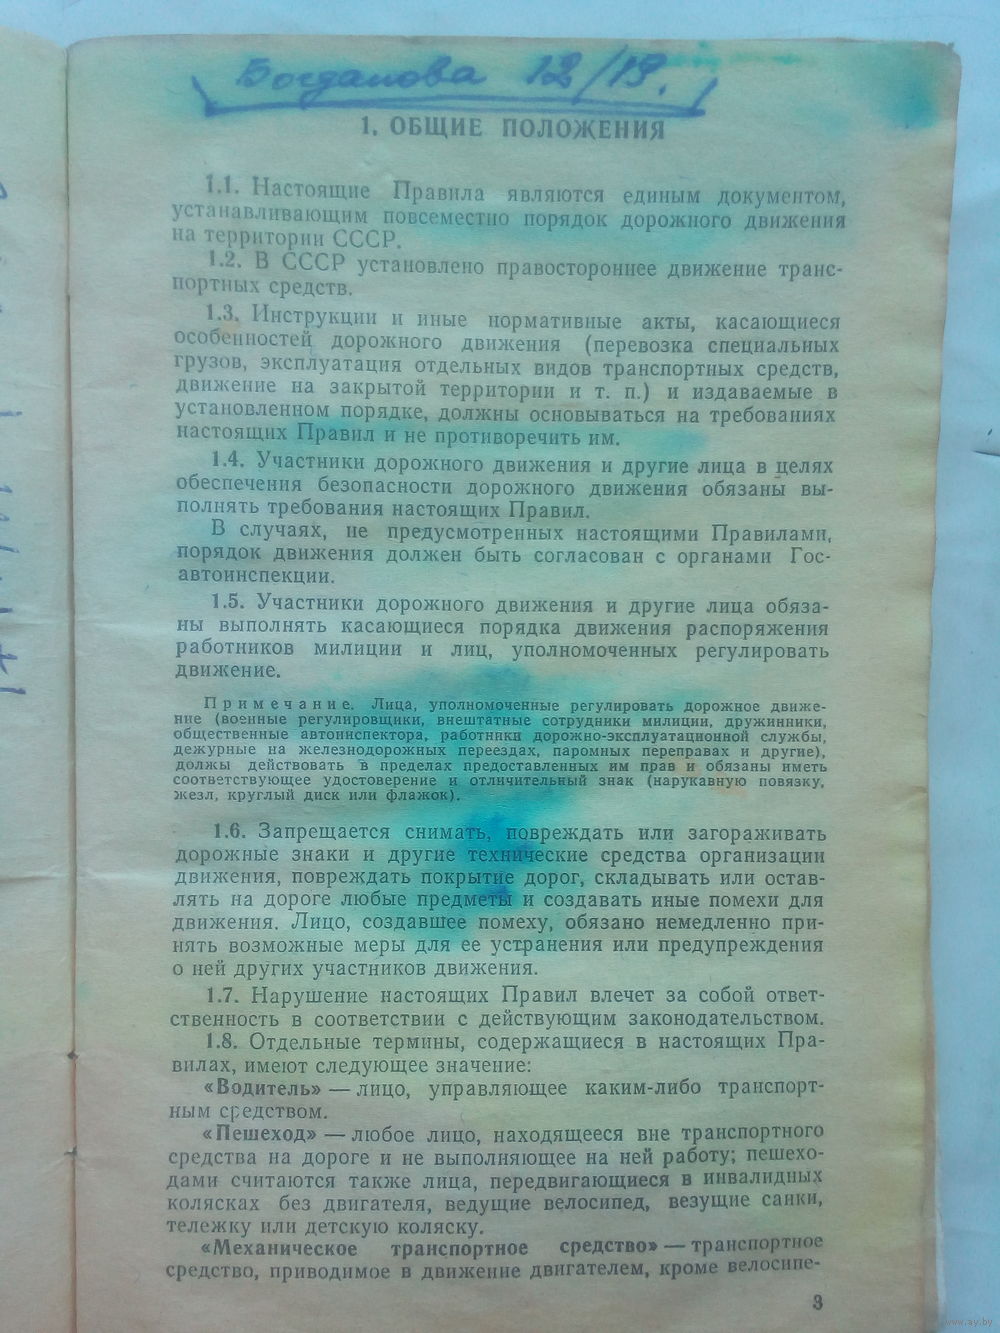 Богданова 12/19.
1. ОБЩИЕ ПОЛОЖЕНИЯ
1.1. Настоящие Правила являются единым документом,
устанавливающим повсеместно порядок дорожного движения
на территории СССР.
1.2. В СССР установлено правостороннее движение транс-
портных средств.
1.3. Инструкции и иные нормативные акты, касающиеся
особенностей дорожного движения (перевозка специальных
грузов, эксплуатация отдельных видов транспортных средств,
движение на закрытой территории и т. п.) и издаваемые в
установленном порядке, должны основываться на требованиях
настоящих Правил и не противоречить им.
1.4. Участники дорожного движения и другие лица в целях
обеспечения безопасности дорожного движения обязаны вы-
полнять требования настоящих Правил.
В случаях, не предусмотренных настоящими Правилами,
порядок движения должен быть согласован с органами Гос-
автоинспекции.
1.5. Участники дорожного движения и другие лица обяза-
ны выполнять касающиеся порядка движения распоряжения
работников милиции и лиц, уполномоченных регулировать
движение.
Примечание. Лица, уполномоченные регулировать дорожное движе-
ние (военные регулировщики, внештатные сотрудники милиции, дружинники,
общественные автоинспектора, работники дорожно-эксплуатационной службы,
дежурные на железнодорожных переездах, паромных переправах и другие),
должы действовать в пределах предоставленных им прав и обязаны иметь
соответствующее удостоверение и отличительный знак (нарукавную повязку,
жезл, круглый диск или флажок).
1.6. Запрещается снимать, повреждать или загораживать
дорожные знаки и другие технические средства организации
движения, повреждать покрытие дорог, складывать или остав-
лять на дороге любые предметы и создавать иные помехи для
движения. Лицо, создавшее помеху, обязано немедленно при-
нять возможные меры для ее устранения или предупреждения
о ней других участников движения.
1.7. Нарушение настоящих Правил влечет за собой ответ-
ственность в соответствии с действующим законодательством.
1.8. Отдельные термины, содержащиеся в настоящих Пра-
вилах, имеют следующее значение:
«Водитель» — лицо, управляющее каким-либо транспорт-
ным средством.
«Пешеход» — любое лицо, находящееся вне транспортного
средства на дороге и не выполняющее на ней работу; пешехо-
дами считаются также лица, передвигающиеся в инвалидных
колясках без двигателя, ведущие велосипед, везущие санки,
тележку или детскую коляску.
«Механическое транспортное средство» — транспортное
средство, приводимое в движение двигателем, кроме велосипе-
3
www.ay.by